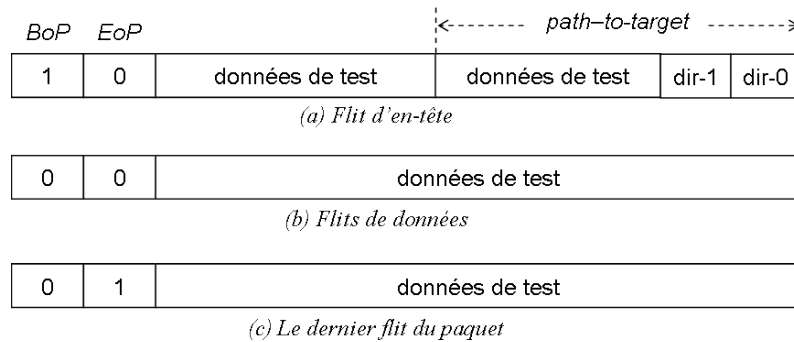 path–to–target
BoP EoP
1 0 données de test données de test dir-1 dir-0
(a) Flit d'en-tête
0 0 données de test
(b) Flits de données
0 1 données de test
(c) Le dernier flit du paquet